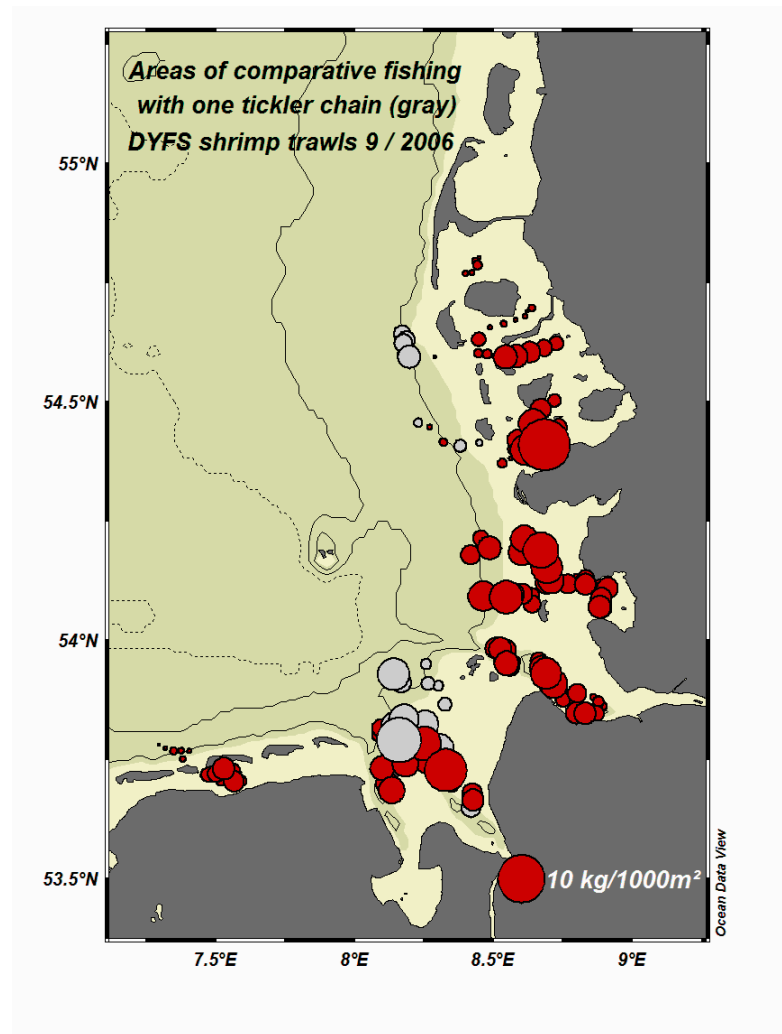 Areas of comparative fishing
with one tickler chain (gray)
DYFS shrimp trawls 9 / 2006
55°N
54.5°N
54°N
53.5°N
10 kg/1000m²
Ocean Data View
7.5°E 8°E 8.5°E 9°E